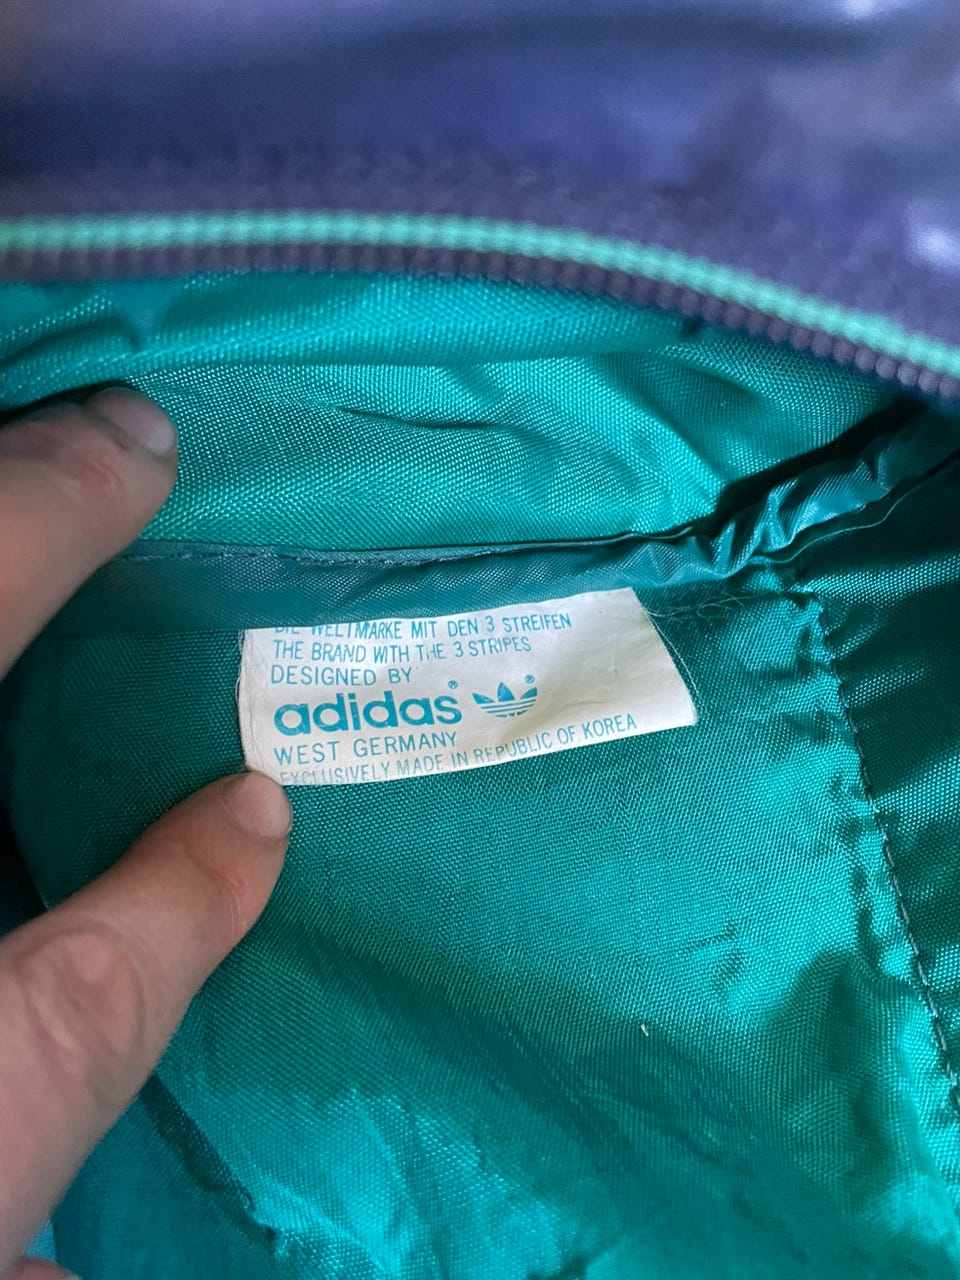 DIE WELTMARKE MIT DEN 3 STREIFEN
THE BRAND WITH THE 3 STRIPES
DESIGNED BY
adidas® ®
WEST GERMANY
EXCLUSIVELY MADE IN REPUBLIC OF KOREA